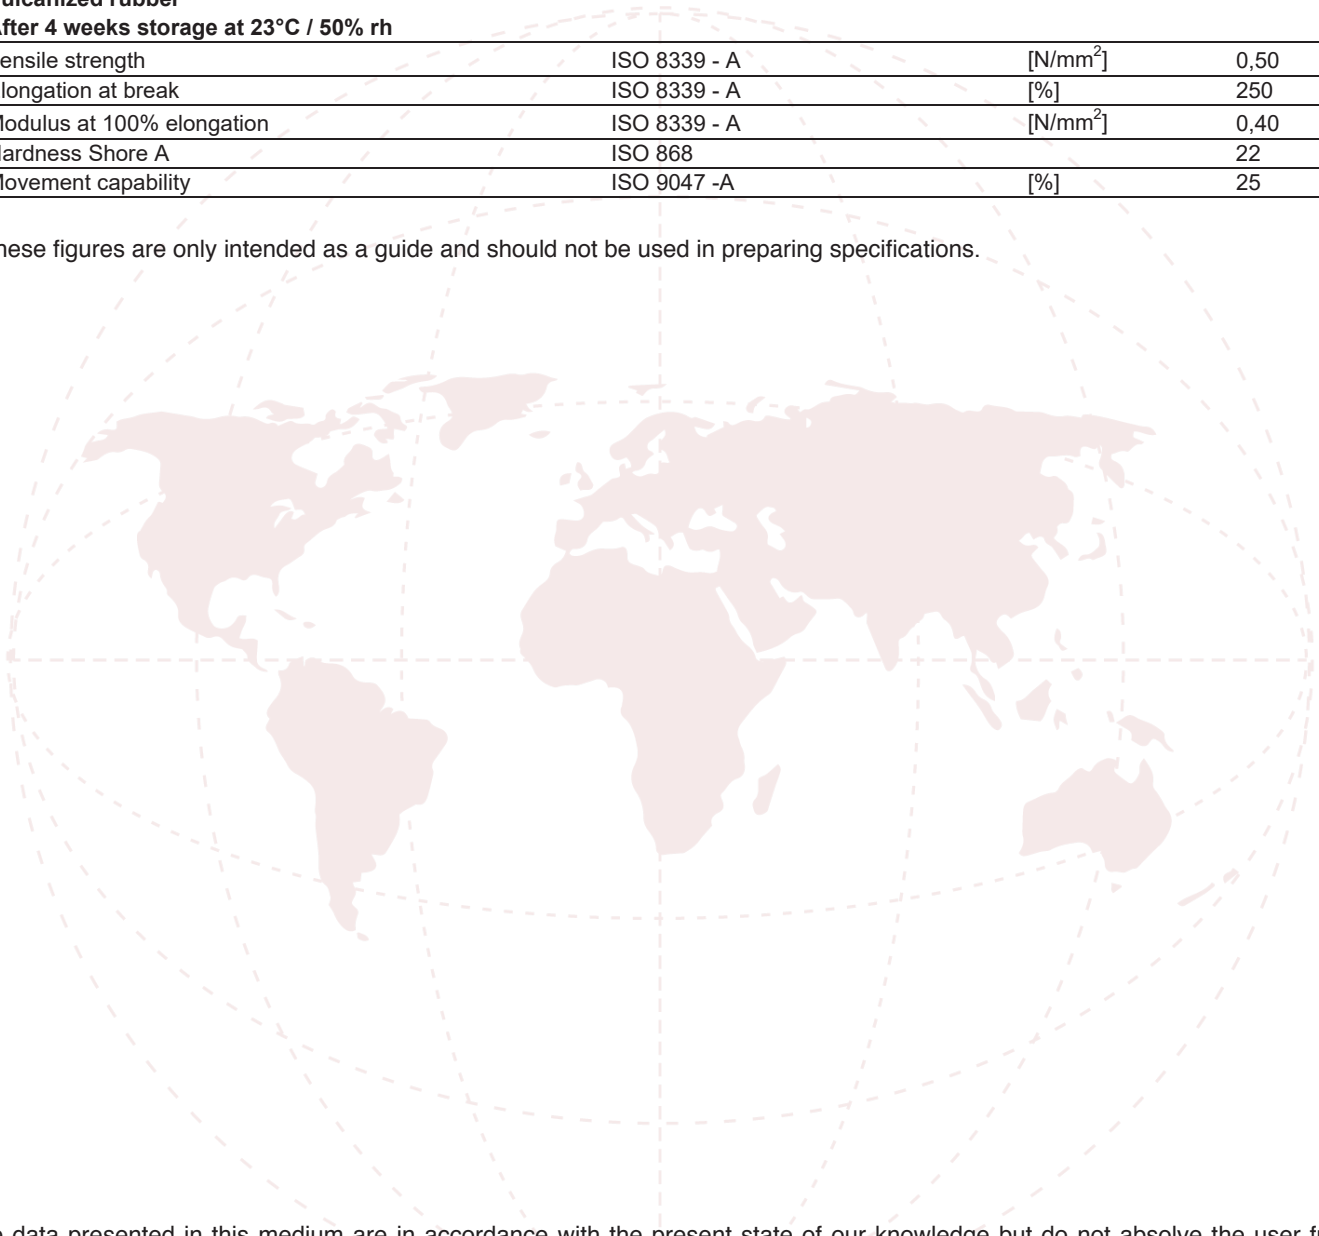 ulcanized rubber
After 4 weeks storage at 23°C / 50% rh
ensile strength ISO 8339 - A [N/mm²] 0,50
longation at break ISO 8339 - A [%] 250
Modulus at 100% elongation ISO 8339 - A [N/mm²] 0,40
ardness Shore A ISO 868 22
Movement capability ISO 9047 -A [%] 25
hese figures are only intended as a guide and should not be used in preparing specifications.
data presented in this medium are in accordance with the present state of our knowledge but do not absolve the user